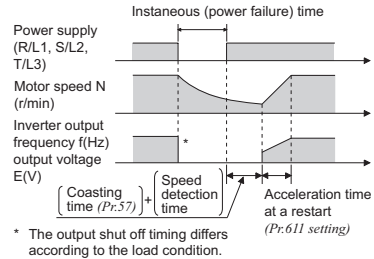 Instaneous (power failure) time
Power supply
(R/L1, S/L2,
T/L3)
Motor speed N
(r/min)
Inverter output
frequency f(Hz)
output voltage
E(V)
*
Coasting
time (Pr.57)
+
Speed
detection
time
Acceleration time
at a restart
(Pr.611 setting)
* The output shut off timing differs
according to the load condition.